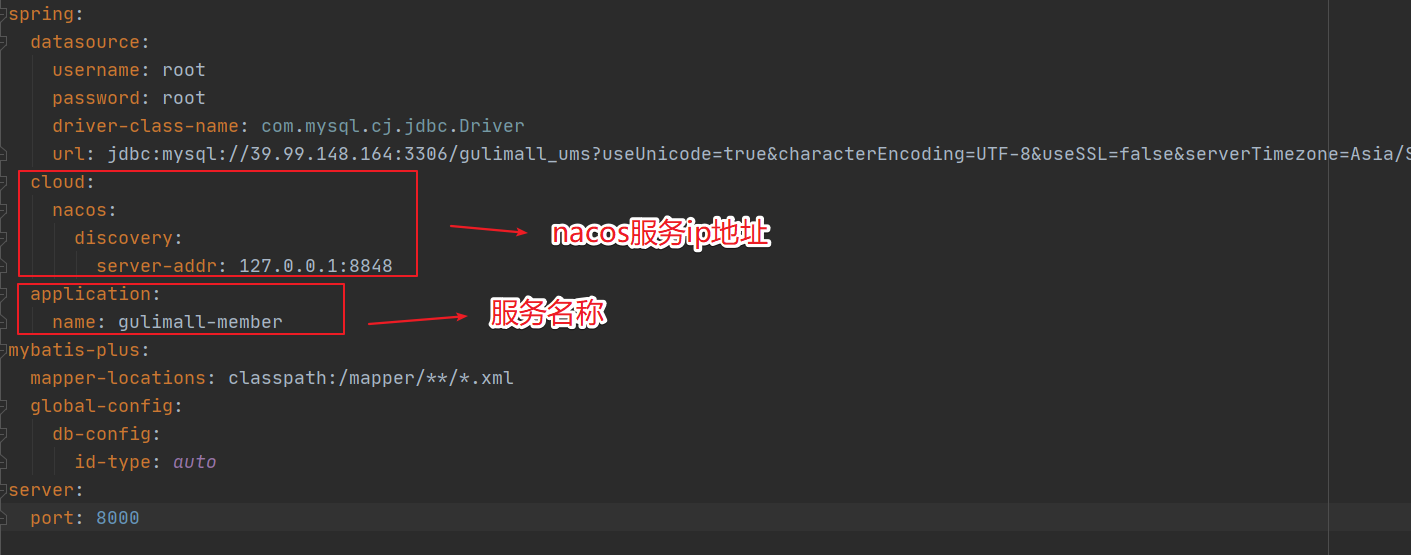 spring:
datasource:
username: root
password: root
driver-class-name: com.mysql.cj.jdbc.Driver
url: jdbc:mysql://39.99.148.164:3306/gulimall_ums?useUnicode=true&characterEncoding=UTF-8&useSSL=false&serverTimezone=Asia/S
cloud:
nacos:
discovery:
server-addr: 127.0.0.1:8848
nacos服务ip地址
application:
name: gulimall-member
服务名称
mybatis-plus:
mapper-locations: classpath:/mapper/**/*.xml
global-config:
db-config:
id-type: auto
server:
port: 8000